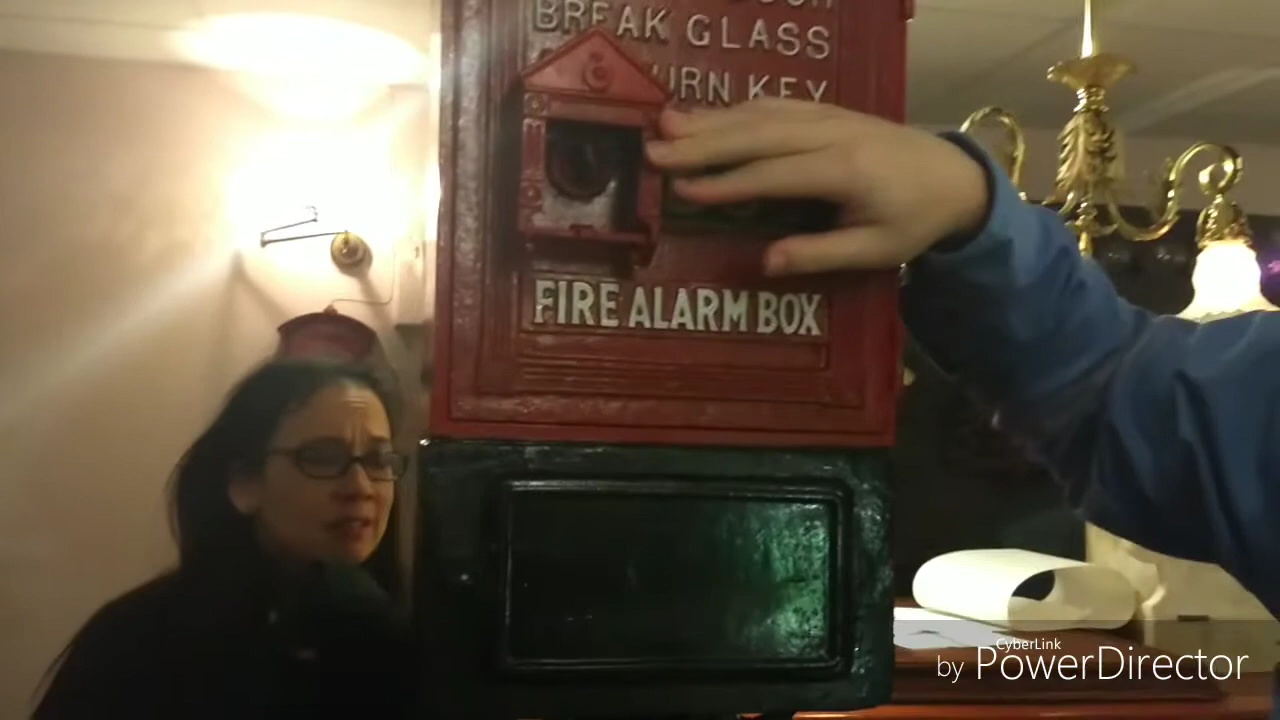 BREAK GLASS
URN KEY
FIRE ALARM BOX
CyberLink
by PowerDirector